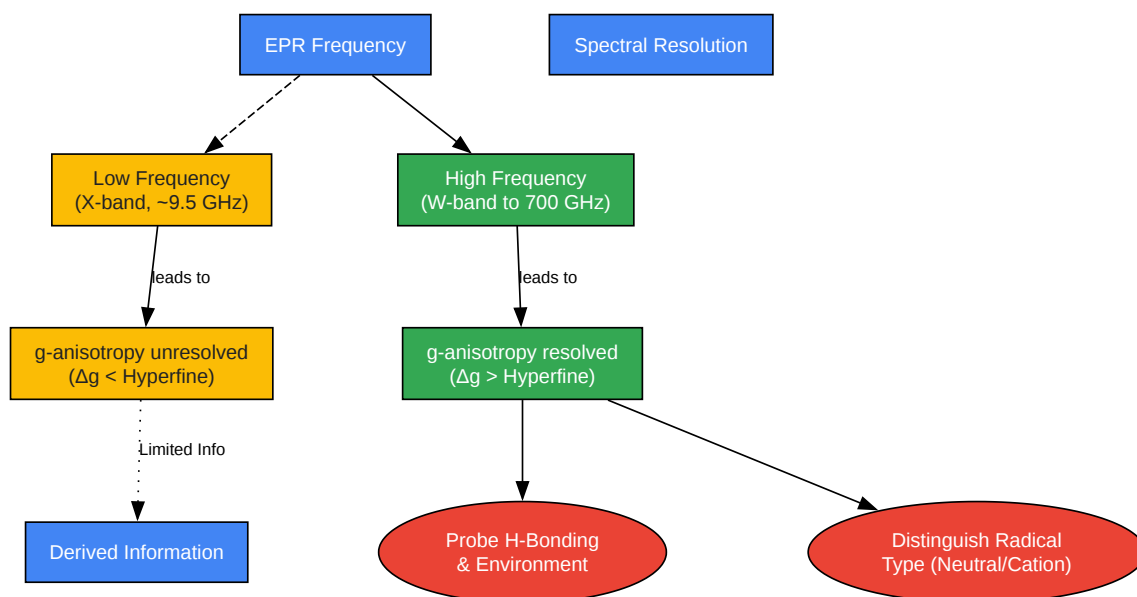 EPR Frequency
Spectral Resolution
Low Frequency
(X-band, ~9.5 GHz)
High Frequency
(W-band to 700 GHz)
leads to
leads to
g-anisotropy unresolved
(Δg < Hyperfine)
g-anisotropy resolved
(Δg > Hyperfine)
Limited Info
Derived Information
Probe H-Bonding
& Environment
Distinguish Radical
Type (Neutral/Cation)